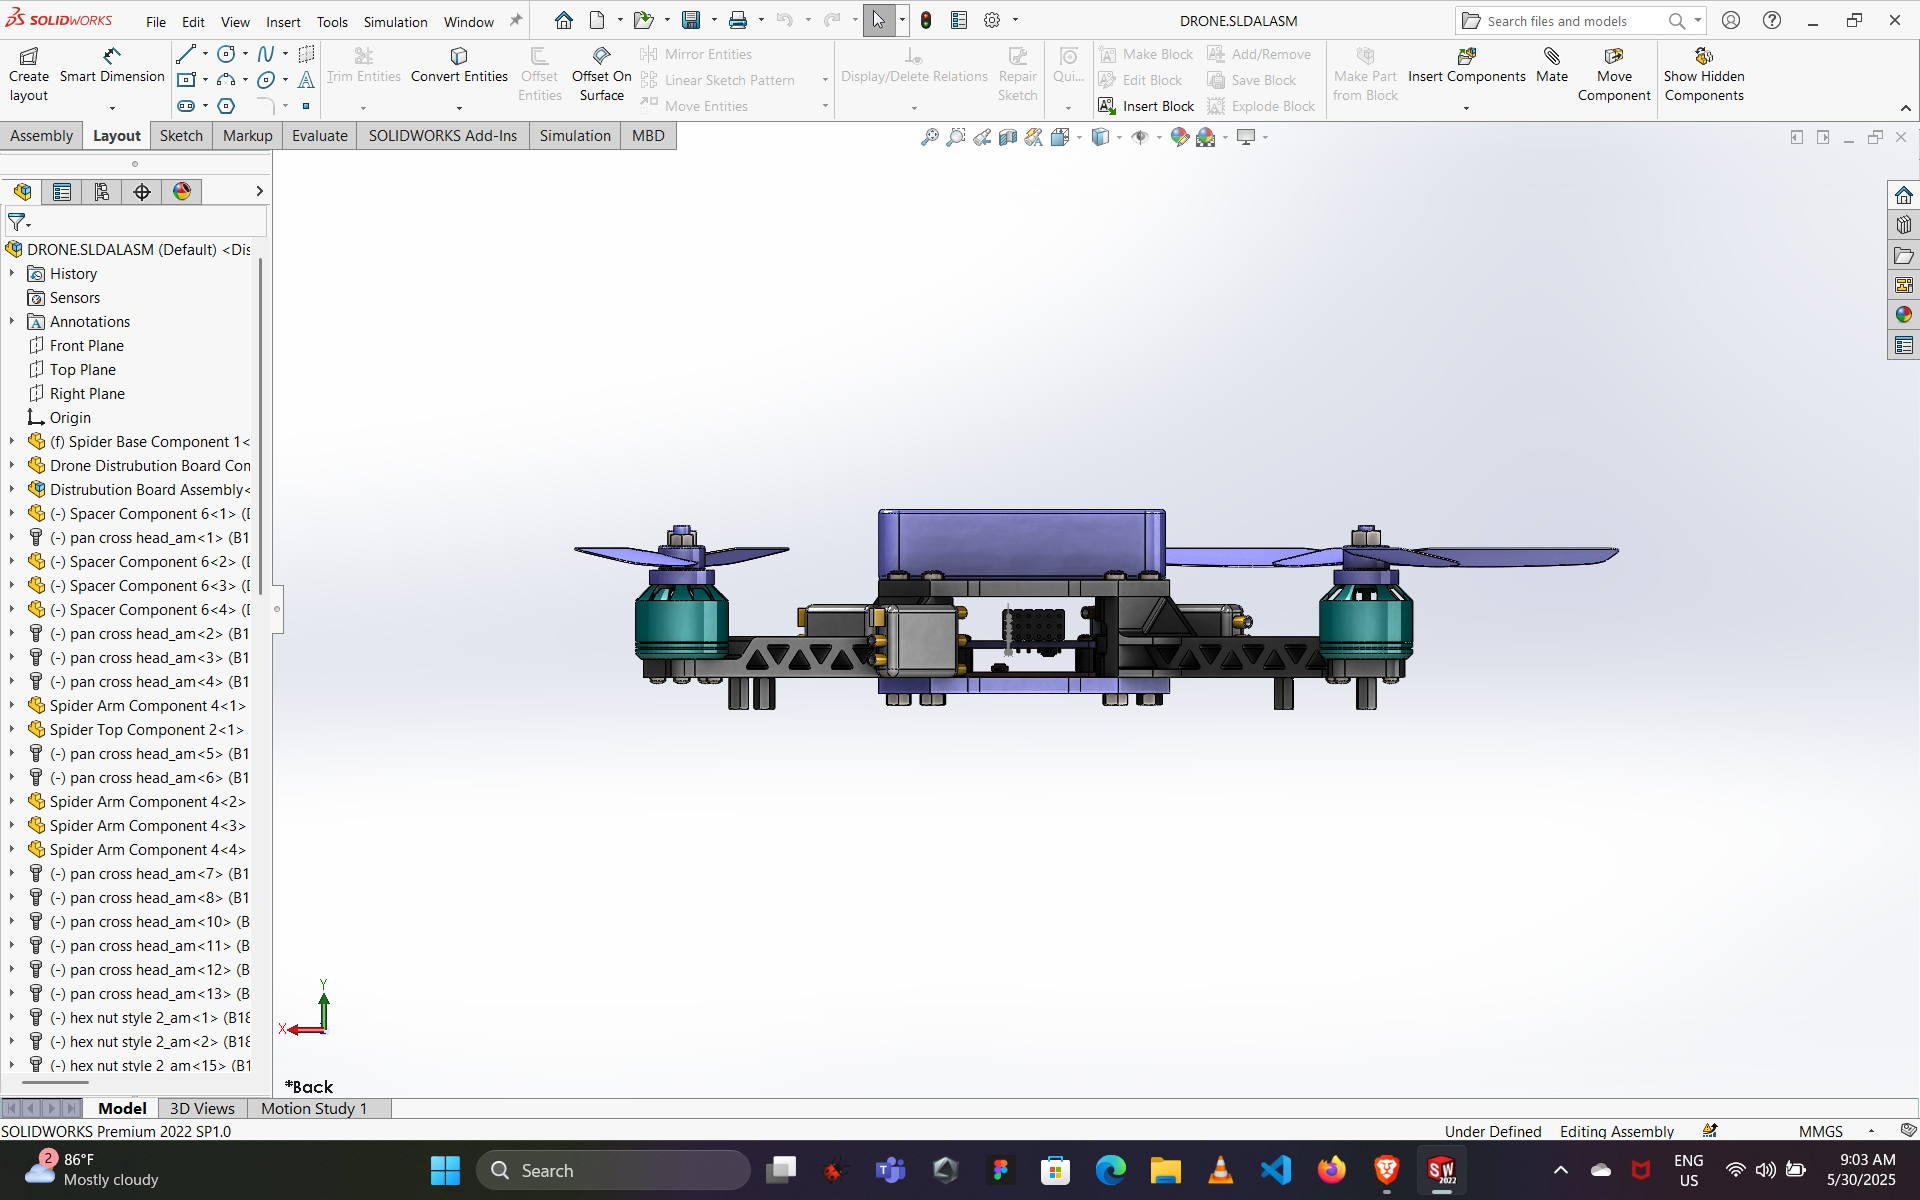 SOLIDWORKS
File Edit View Insert Tools Simulation Window
DRONE.SLDALASM
Search files and models
Create layout
Smart Dimension
Trim Entities
Convert Entities
Offset Entities
Offset On Surface
Mirror Entities
Linear Sketch Pattern
Move Entities
Display/Delete Relations
Repair Sketch
Qui...
Make Block
Edit Block
Insert Block
Add/Remove
Save Block
Explode Block
Make Part from Block
Insert Components
Mate
Move Component
Show Hidden Components
Assembly Layout Sketch Markup Evaluate SOLIDWORKS Add-Ins Simulation MBD
DRONE.SLDALASM (Default) <Dis
History
Sensors
Annotations
Front Plane
Top Plane
Right Plane
Origin
(f) Spider Base Component 1<
Drone Distrubution Board Con
Distrubution Board Assembly<
(-) Spacer Component 6<1> (D
(-) pan cross head_am<1> (B1
(-) Spacer Component 6<2> (D
(-) Spacer Component 6<3> (D
(-) Spacer Component 6<4> (D
(-) pan cross head_am<2> (B1
(-) pan cross head_am<3> (B1
(-) pan cross head_am<4> (B1
Spider Arm Component 4<1>
Spider Top Component 2<1>
(-) pan cross head_am<5> (B1
(-) pan cross head_am<6> (B1
Spider Arm Component 4<2>
Spider Arm Component 4<3>
Spider Arm Component 4<4>
(-) pan cross head_am<7> (B1
(-) pan cross head_am<8> (B1
(-) pan cross head_am<10> (B
(-) pan cross head_am<11> (B
(-) pan cross head_am<12> (B
(-) pan cross head_am<13> (B
(-) hex nut style 2_am<1> (B18
(-) hex nut style 2_am<2> (B18
(-) hex nut style 2_am<15> (B1
Y
X
*Back
Model 3D Views Motion Study 1
SOLIDWORKS Premium 2022 SP1.0
Under Defined Editing Assembly MMGS
2
86°F
Mostly cloudy
Search
SW
2022
ENG
US
9:03 AM
5/30/2025